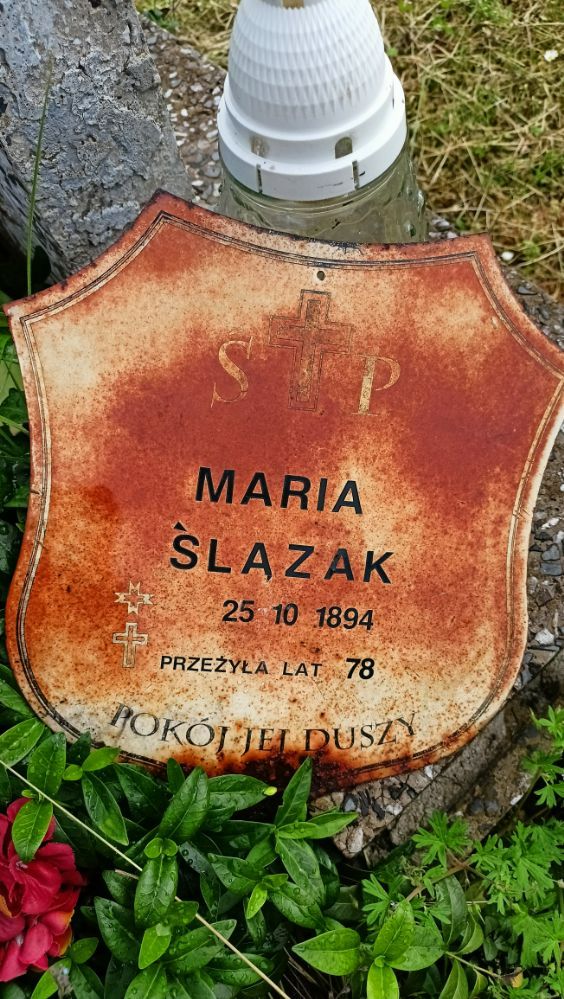 Ś P
MARIA
ŚLĄZAK
25 10 1894
PRZEŻYŁA LAT 78
POKÓJ JEJ DUSZY